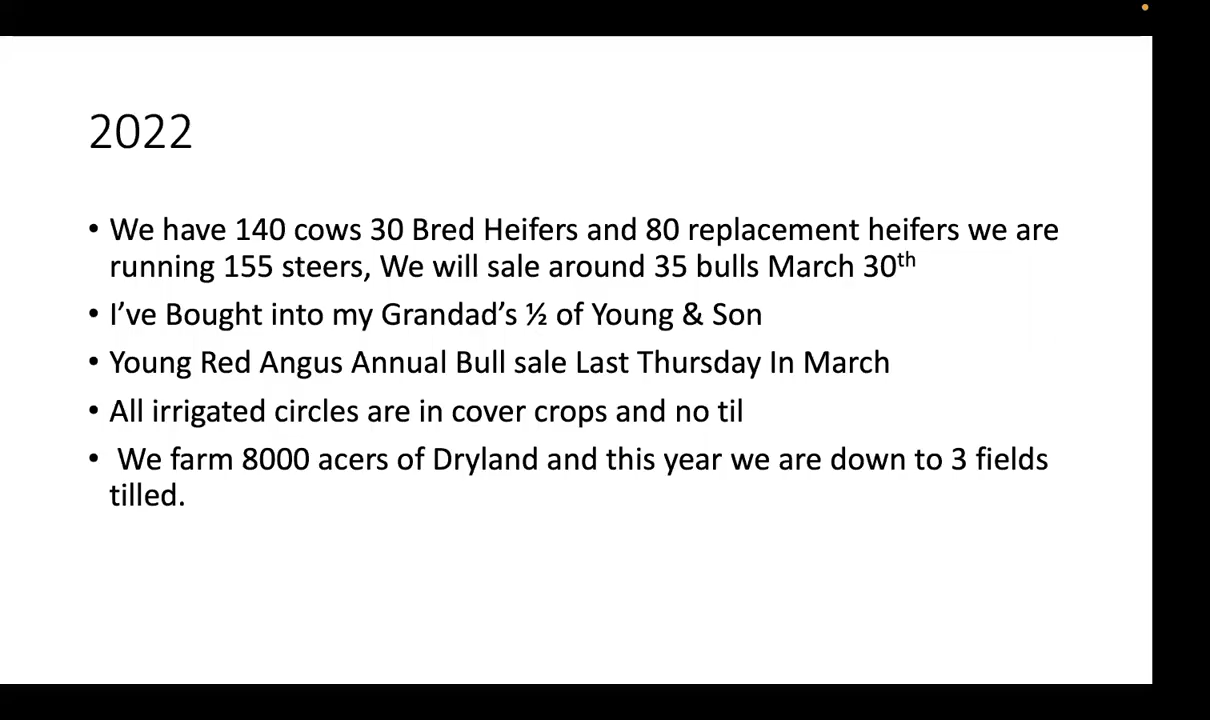 2022
• We have 140 cows 30 Bred Heifers and 80 replacement heifers we are
running 155 steers, We will sale around 35 bulls March 30th
• I’ve Bought into my Grandad’s ½ of Young & Son
• Young Red Angus Annual Bull sale Last Thursday In March
• All irrigated circles are in cover crops and no til
• We farm 8000 acers of Dryland and this year we are down to 3 fields
tilled.